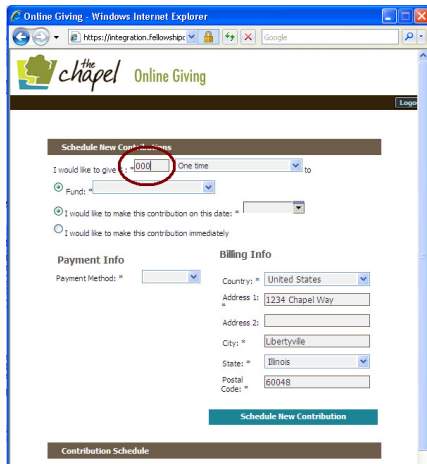 Online Giving - Windows Internet Explorer
https://integration.fellowshipc
Google
the
chapel Online Giving
Logo
Schedule New Contributions
I would like to give $: * 000 One time to
Fund: *
I would like to make this contribution on this date: *
I would like to make this contribution immediately
Payment Info
Payment Method: *
Billing Info
Country: * United States
Address 1: * 1234 Chapel Way
Address 2:
City: * Libertyville
State: * Illinois
Postal Code: * 60048
Schedule New Contribution
Contribution Schedule